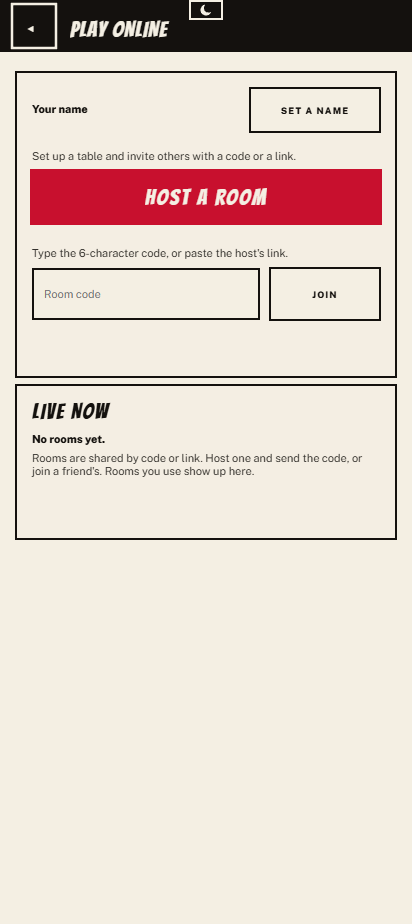 PLAY ONLINE
Your name
SET A NAME
Set up a table and invite others with a code or a link.
HOST A ROOM
Type the 6-character code, or paste the host's link.
Room code
JOIN
LIVE NOW
No rooms yet.
Rooms are shared by code or link. Host one and send the code, or
join a friend's. Rooms you use show up here.